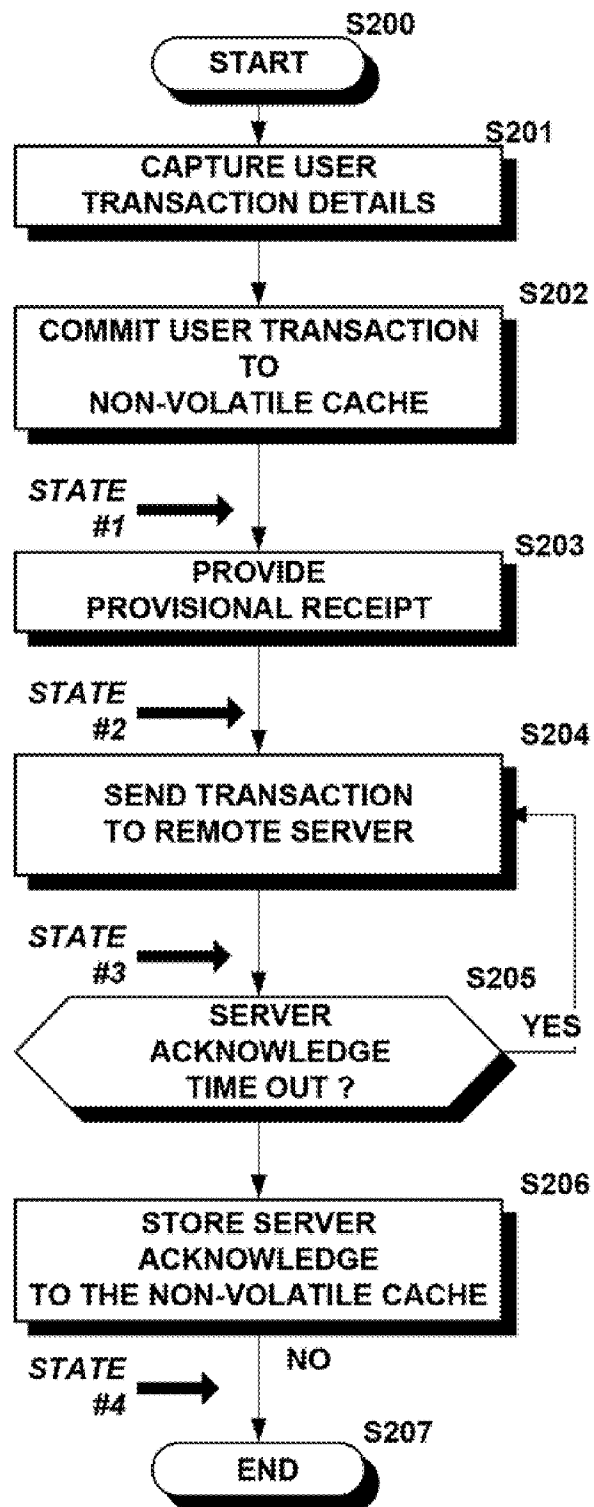 S200
START
S201
CAPTURE USER
TRANSACTION DETAILS
S202
COMMIT USER TRANSACTION
TO
NON-VOLATILE CACHE
STATE
#1
S203
PROVIDE
PROVISIONAL RECEIPT
STATE
#2
S204
SEND TRANSACTION
TO REMOTE SERVER
STATE
#3
S205
SERVER
ACKNOWLEDGE
TIME OUT ?
YES
S206
STORE SERVER
ACKNOWLEDGE
TO THE NON-VOLATILE CACHE
NO
STATE
#4
S207
END